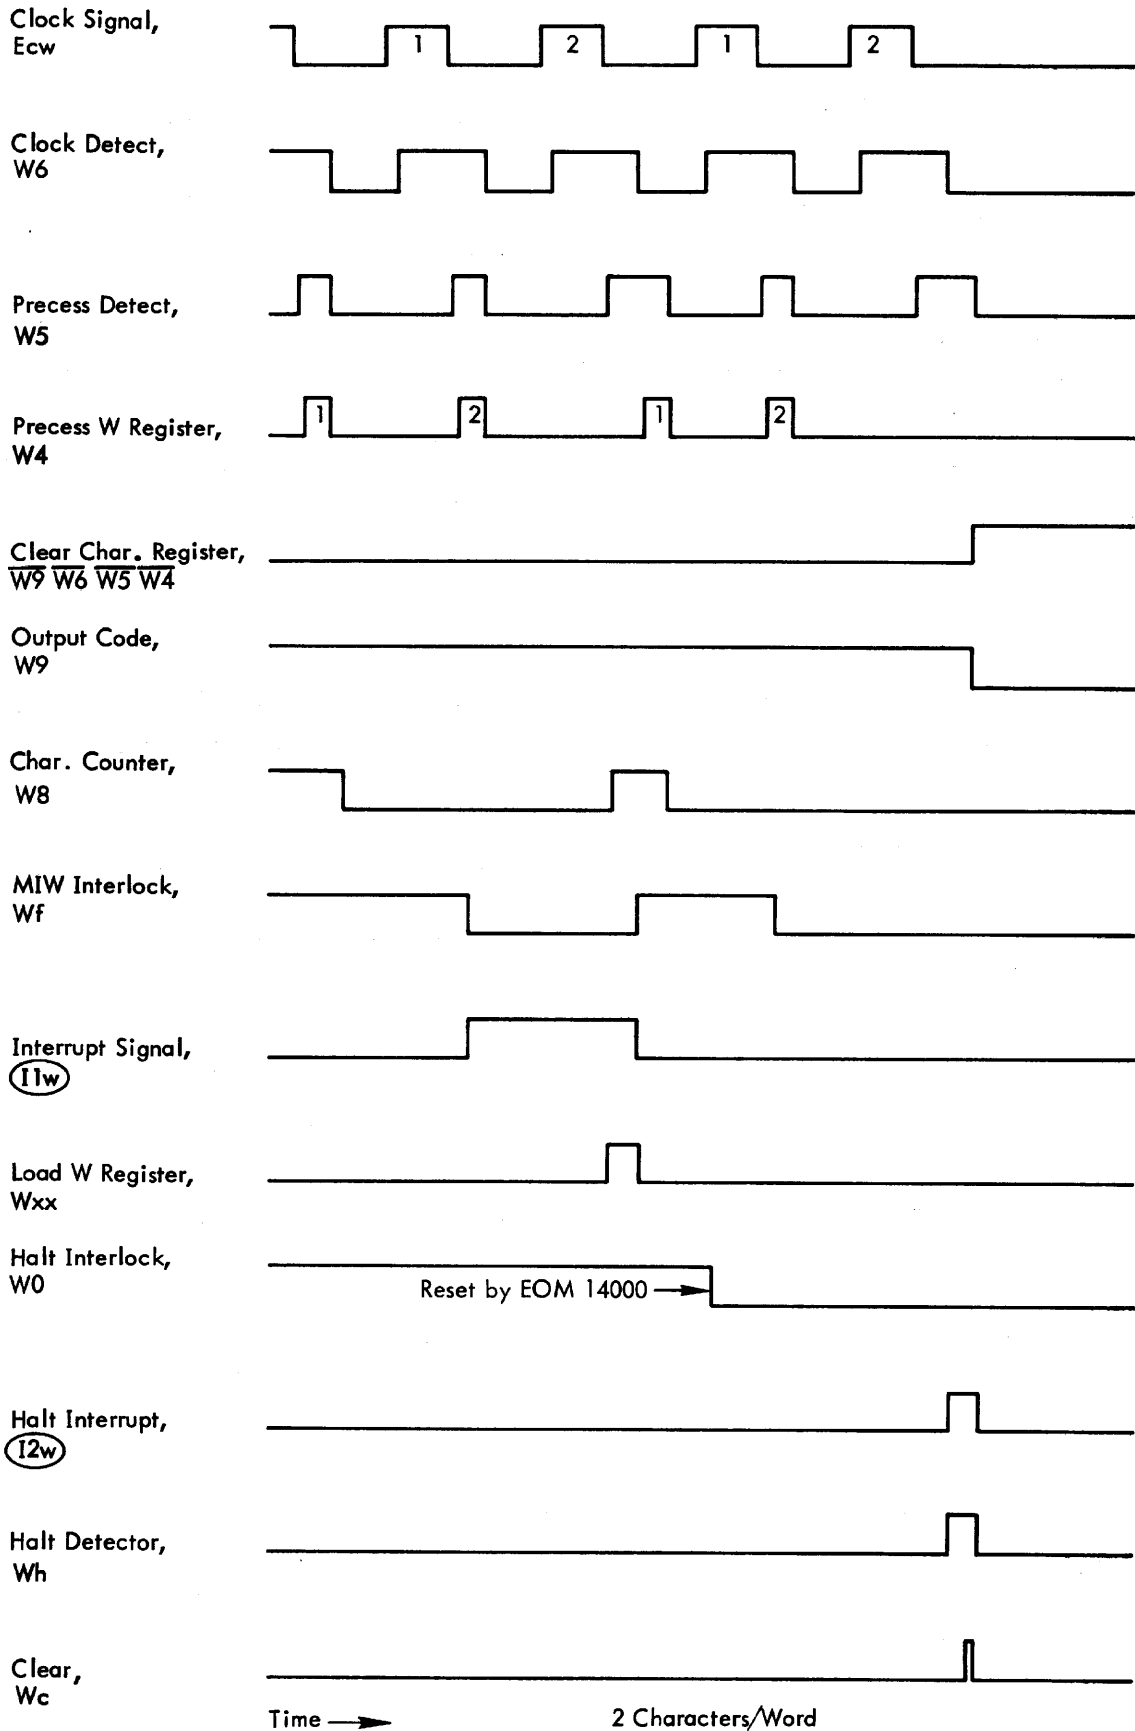 Clock Signal,
Ecw
1 2 1 2
Clock Detect,
W6
Precess Detect,
W5
Precess W Register,
W4
1 2 1 2
Clear Char. Register,
W9 W6 W5 W4
Output Code,
W9
Char. Counter,
W8
MIW Interlock,
Wf
Interrupt Signal,
I1w
Load W Register,
Wxx
Halt Interlock,
W0
Reset by EOM 14000
Halt Interrupt,
I2w
Halt Detector,
Wh
Clear,
Wc
Time
2 Characters/Word